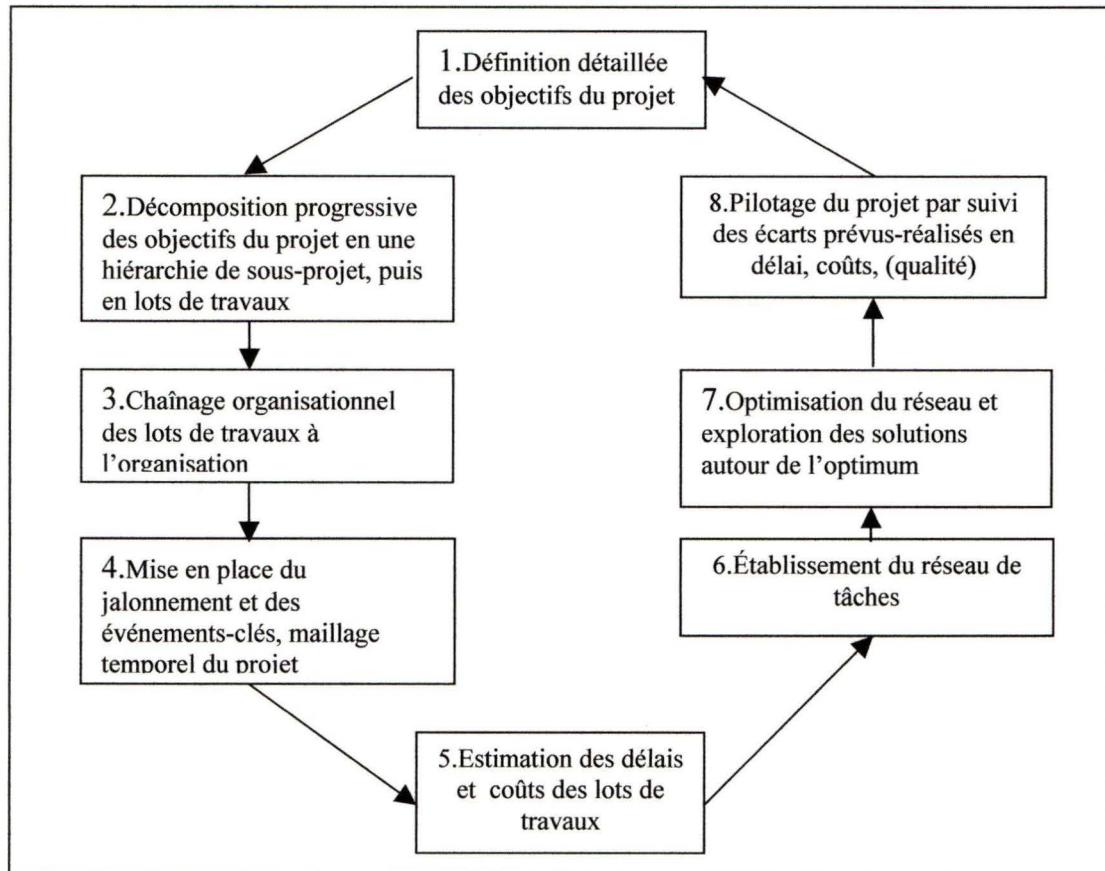 1.Définition détaillée
des objectifs du projet
2.Décomposition progressive
des objectifs du projet en une
hiérarchie de sous-projet, puis
en lots de travaux
3.Chaînage organisationnel
des lots de travaux à
l’organisation
4.Mise en place du
jalonnement et des
événements-clés, maillage
temporel du projet
5.Estimation des délais
et coûts des lots de
travaux
6.Établissement du réseau de
tâches
7.Optimisation du réseau et
exploration des solutions
autour de l’optimum
8.Pilotage du projet par suivi
des écarts prévus-réalisés en
délai, coûts, (qualité)